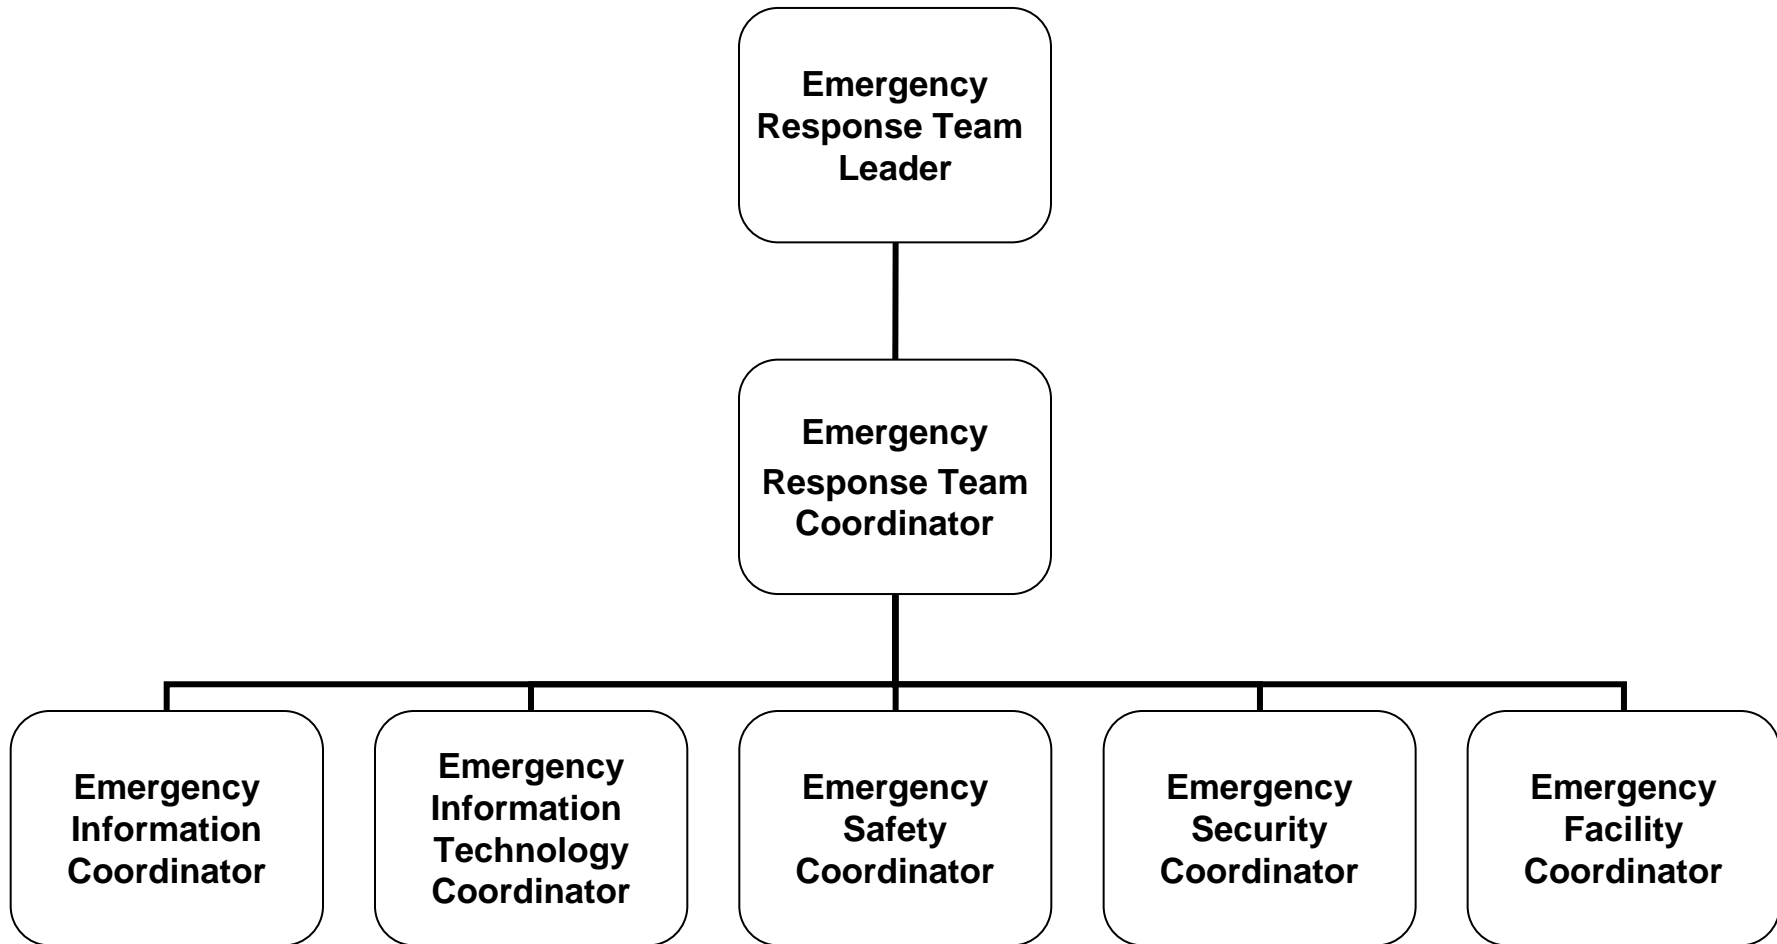 Emergency
Response Team
Leader
Emergency
Response Team
Coordinator
Emergency
Information
Coordinator
Emergency
Information
Technology
Coordinator
Emergency
Safety
Coordinator
Emergency
Security
Coordinator
Emergency
Facility
Coordinator